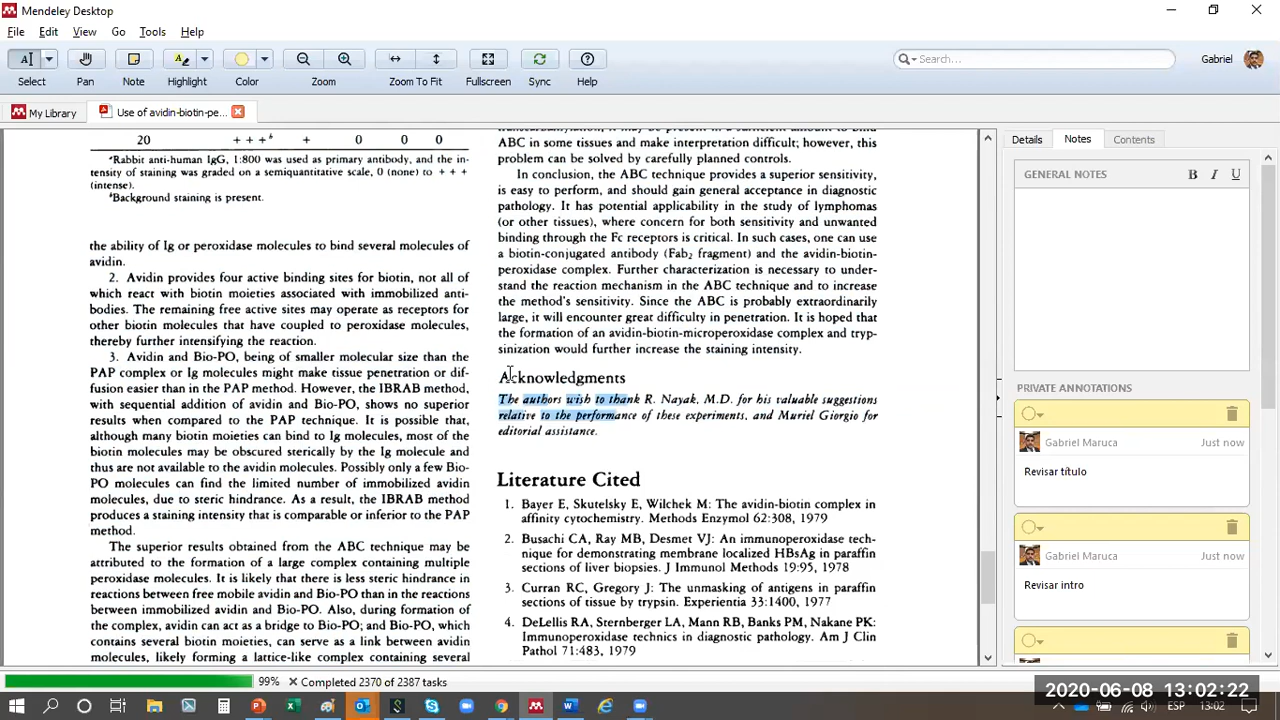 Mendeley Desktop
File Edit View Go Tools Help
Search...
Gabriel
Select Pan Note Highlight Color Zoom Zoom To Fit Fullscreen Sync Help
My Library
Use of avidin-biotin-pe...
20 + + +ᵇ + 0 0 0
ᵃRabbit anti-human IgG, 1:800 was used as primary antibody, and the in-
tensity of staining was graded on a semiquantitative scale, 0 (none) to + + +
(intense).
ᵇBackground staining is present.
the ability of Ig or peroxidase molecules to bind several molecules of
avidin.
2. Avidin provides four active binding sites for biotin, not all of
which react with biotin moieties associated with immobilized anti-
bodies. The remaining free active sites may operate as receptors for
other biotin molecules that have coupled to peroxidase molecules,
thereby further intensifying the reaction.
3. Avidin and Bio-PO, being of smaller molecular size than the
PAP complex or Ig molecules might make tissue penetration or dif-
fusion easier than in the PAP method. However, the IBRAB method,
with sequential addition of avidin and Bio-PO, shows no superior
results when compared to the PAP technique. It is possible that,
although many biotin moieties can bind to Ig molecules, most of the
biotin molecules may be obscured sterically by the Ig molecule and
thus are not available to the avidin molecules. Possibly only a few Bio-
PO molecules can find the limited number of immobilized avidin
molecules, due to steric hindrance. As a result, the IBRAB method
produces a staining intensity that is comparable or inferior to the PAP
method.
The superior results obtained from the ABC technique may be
attributed to the formation of a large complex containing multiple
peroxidase molecules. It is likely that there is less steric hindrance in
reactions between free mobile avidin and Bio-PO than in the reactions
between immobilized avidin and Bio-PO. Also, during formation of
the complex, avidin can act as a bridge to Bio-PO; and Bio-PO, which
contains several biotin moieties, can serve as a link between avidin
molecules, likely forming a lattice-like complex containing several
ABC in some tissues and make interpretation difficult; however, this
problem can be solved by carefully planned controls.
In conclusion, the ABC technique provides a superior sensitivity,
is easy to perform, and should gain general acceptance in diagnostic
pathology. It has potential applicability in the study of lymphomas
(or other tissues), where concern for both sensitivity and unwanted
binding through the Fc receptors is critical. In such cases, one can use
a biotin-conjugated antibody (Fab₂ fragment) and the avidin-biotin-
peroxidase complex. Further characterization is necessary to under-
stand the reaction mechanism in the ABC technique and to increase
the method's sensitivity. Since the ABC is probably extraordinarily
large, it will encounter great difficulty in penetration. It is hoped that
the formation of an avidin-biotin-microperoxidase complex and tryp-
sinization would further increase the staining intensity.
Acknowledgments
The authors wish to thank R. Nayak, M.D. for his valuable suggestions
relative to the performance of these experiments, and Muriel Giorgio for
editorial assistance.
Literature Cited
1. Bayer E, Skutelsky E, Wilchek M: The avidin-biotin complex in
affinity cytochemistry. Methods Enzymol 62:308, 1979
2. Busachi CA, Ray MB, Desmet VJ: An immunoperoxidase tech-
nique for demonstrating membrane localized HBsAg in paraffin
sections of liver biopsies. J Immunol Methods 19:95, 1978
3. Curran RC, Gregory J: The unmasking of antigens in paraffin
sections of tissue by trypsin. Experientia 33:1400, 1977
4. DeLellis RA, Sternberger LA, Mann RB, Banks PM, Nakane PK:
Immunoperoxidase technics in diagnostic pathology. Am J Clin
Pathol 71:483, 1979
Details Notes Contents
GENERAL NOTES B I U
PRIVATE ANNOTATIONS
Gabriel Maruca Just now
Revisar título
Gabriel Maruca Just now
Revisar intro
99% Completed 2370 of 2387 tasks
2020-06-08 13:02:22
ESP 13:02